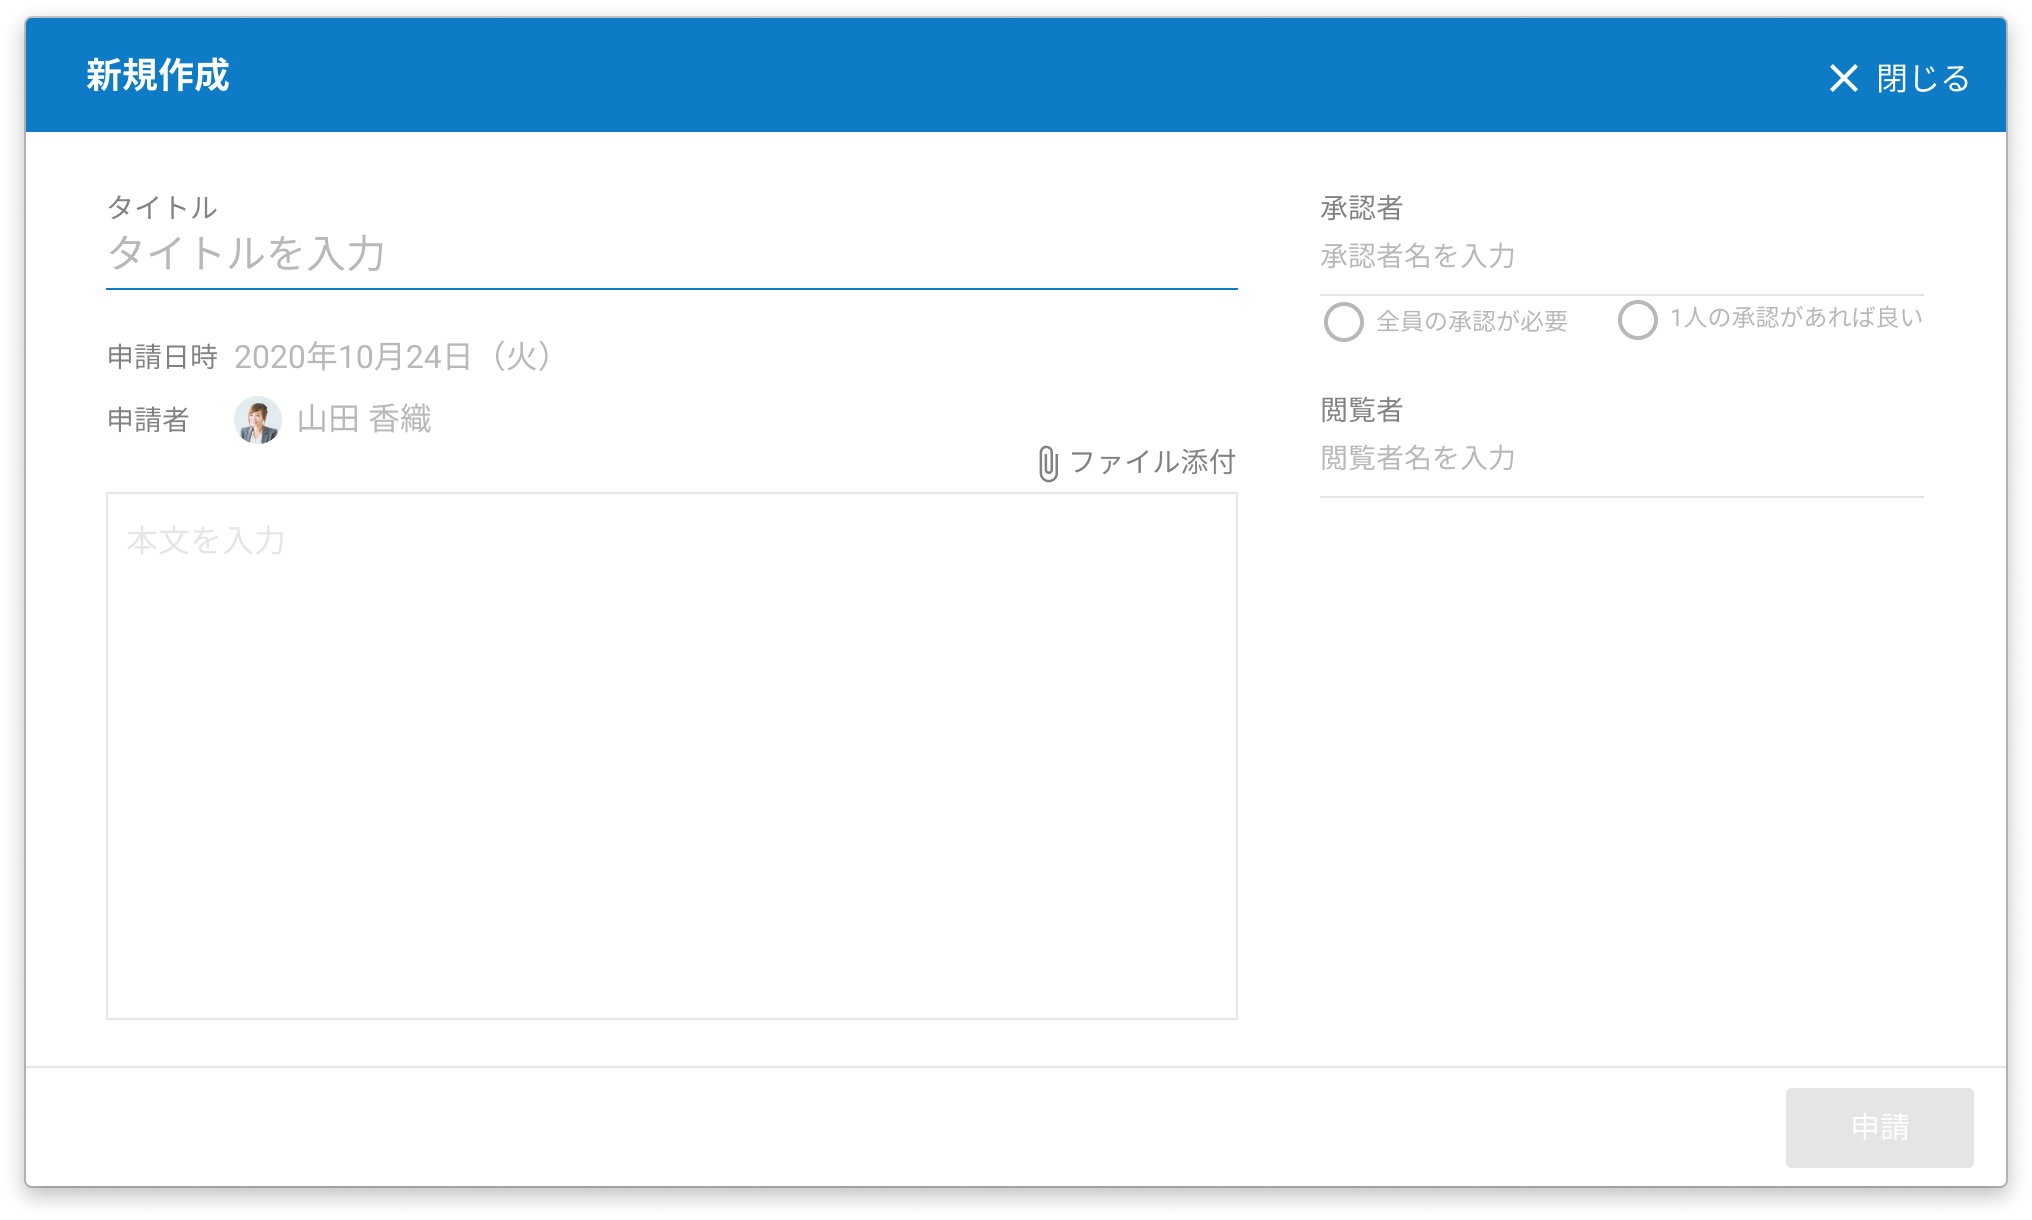 新規作成
閉じる
タイトル
タイトルを入力
申請日時 2020年10月24日（火）
申請者 山田 香織
ファイル添付
本文を入力
承認者
承認者名を入力
全員の承認が必要 1人の承認があれば良い
閲覧者
閲覧者名を入力
申請